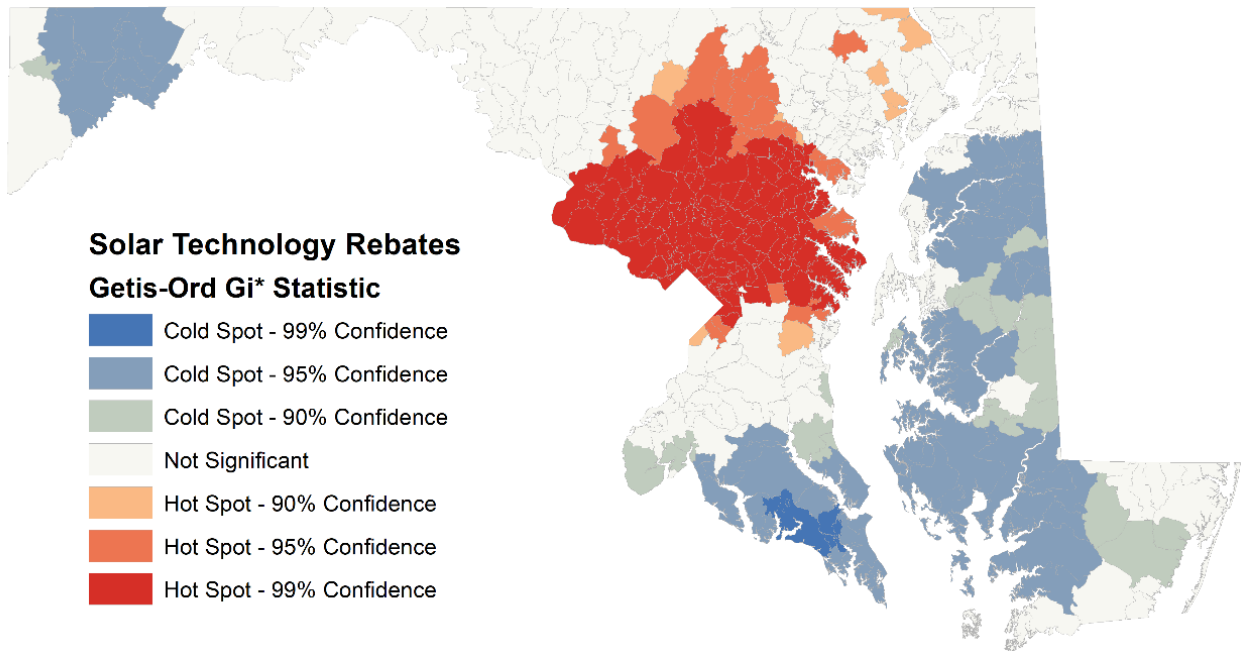 Solar Technology Rebates
Getis-Ord Gi* Statistic
Cold Spot - 99% Confidence
Cold Spot - 95% Confidence
Cold Spot - 90% Confidence
Not Significant
Hot Spot - 90% Confidence
Hot Spot - 95% Confidence
Hot Spot - 99% Confidence